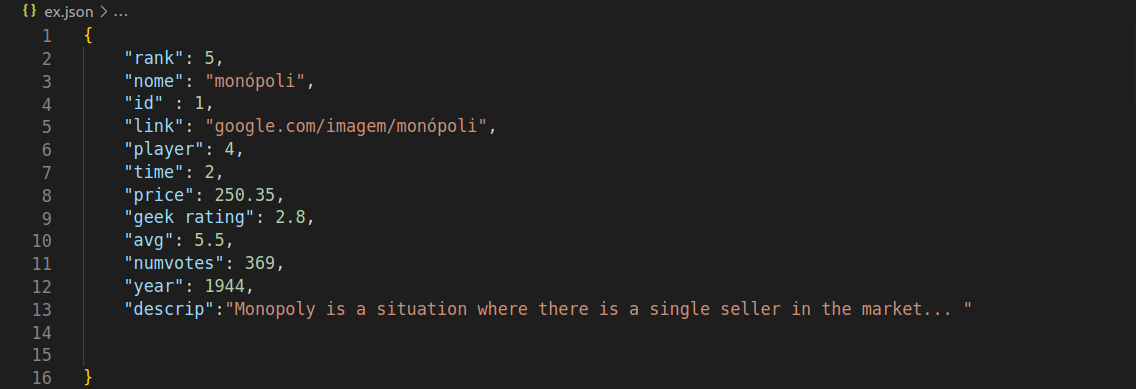 {} ex.json > ...
1 {
2 "rank": 5,
3 "nome": "monópoli",
4 "id" : 1,
5 "link": "google.com/imagem/monópoli",
6 "player": 4,
7 "time": 2,
8 "price": 250.35,
9 "geek rating": 2.8,
10 "avg": 5.5,
11 "numvotes": 369,
12 "year": 1944,
13 "descrip":"Monopoly is a situation where there is a single seller in the market... "
14
15
16 }